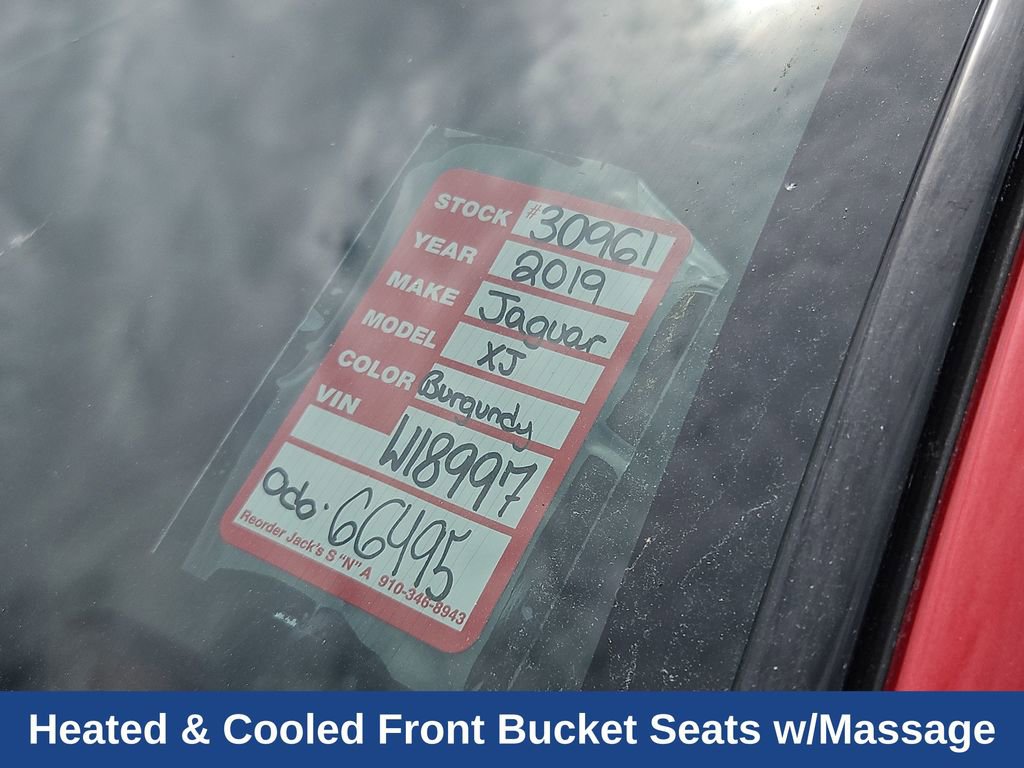 STOCK #30961
YEAR 2019
MAKE Jaguar
MODEL XJ
COLOR Burgundy
VIN W18997
Odo. 66495
Reorder Jack's S "N" A 910-346-8943
Heated & Cooled Front Bucket Seats w/Massage